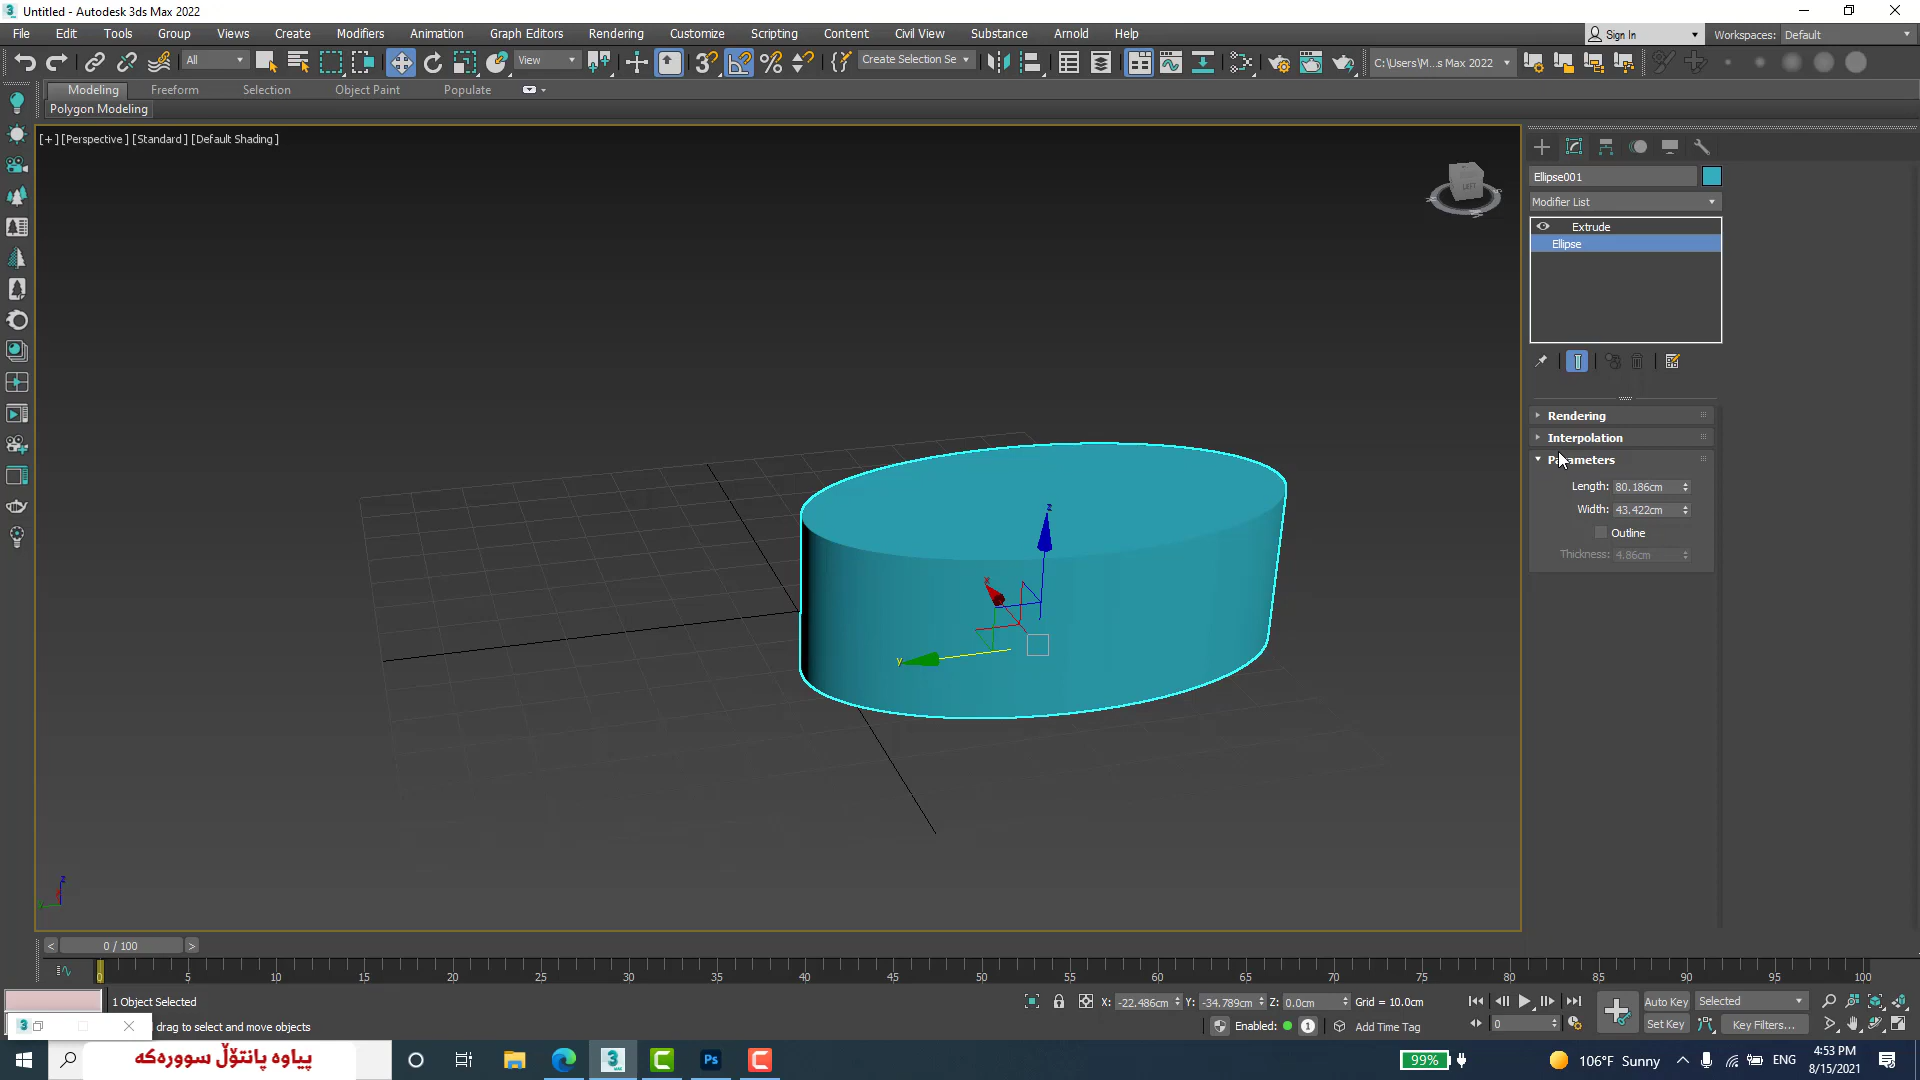 Untitled - Autodesk 3ds Max 2022
File Edit Tools Group Views Create Modifiers Animation Graph Editors Rendering Customize Scripting Content Civil View Substance Arnold Help
Sign In Workspaces: Default
All View Create Selection Se C:\Users\M...s Max 2022
Modeling Freeform Selection Object Paint Populate
Polygon Modeling
[+] [Perspective] [Standard] [Default Shading]
LEFT
Ellipse001
Modifier List
Extrude
Ellipse
Rendering
Interpolation
Parameters
Length: 80.186cm
Width: 43.422cm
Outline
Thickness: 4.86cm
z
x
y
z
< 0 / 100 >
0 5 10 15 20 25 30 35 40 45 50 55 60 65 70 75 80 85 90 95 100
1 Object Selected X: -22.486cm Y: -34.789cm Z: 0.0cm Grid = 10.0cm Auto Key Selected
drag to select and move objects Enabled: 1 Add Time Tag 0 Set Key Key Filters...
پیاوە پانتۆڵ سوورەکە
3 MAX Ps 99% 106°F Sunny ENG 4:53 PM
8/15/2021